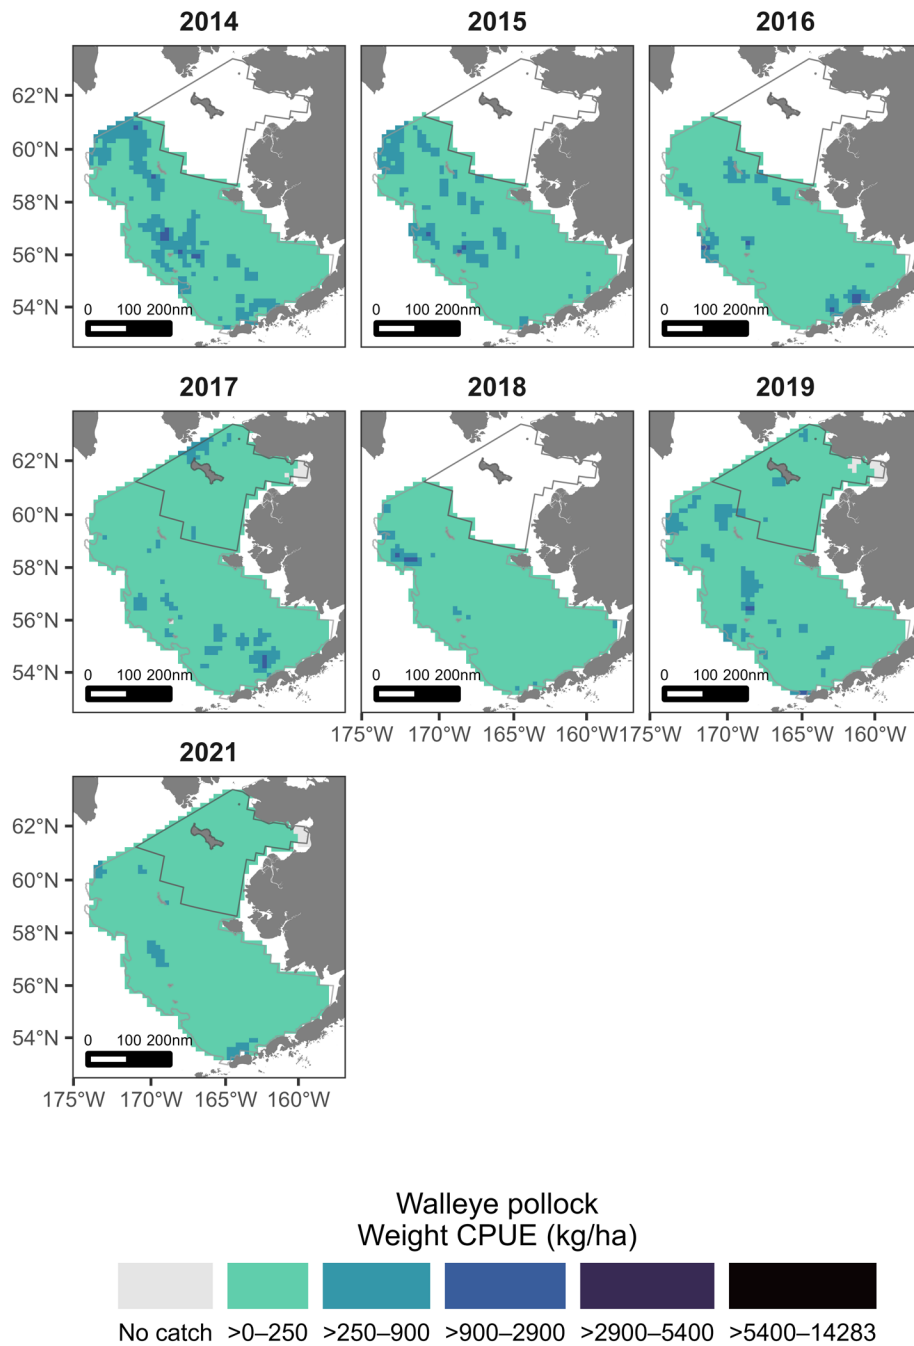 2014 2015 2016
62°N
60°N
58°N
56°N
54°N
0 100 200nm 0 100 200nm 0 100 200nm
2017 2018 2019
62°N
60°N
58°N
56°N
54°N
0 100 200nm 0 100 200nm 0 100 200nm
175°W 170°W 165°W 160°W 175°W 170°W 165°W 160°W
2021
62°N
60°N
58°N
56°N
54°N
0 100 200nm
175°W 170°W 165°W 160°W
Walleye pollock
Weight CPUE (kg/ha)
No catch >0–250 >250–900 >900–2900 >2900–5400 >5400–14283